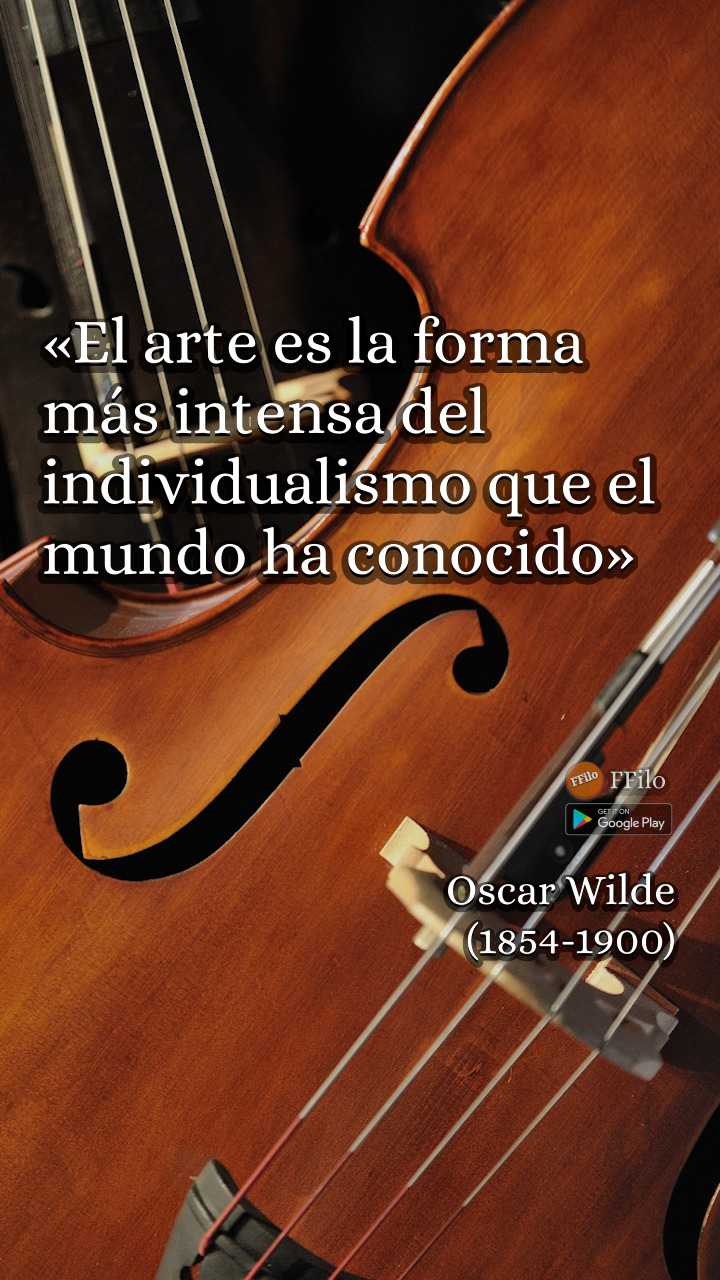 «El arte es la forma
más intensa del
individualismo que el
mundo ha conocido»
FFilo FFilo
GET IT ON
Google Play
Oscar Wilde
(1854-1900)